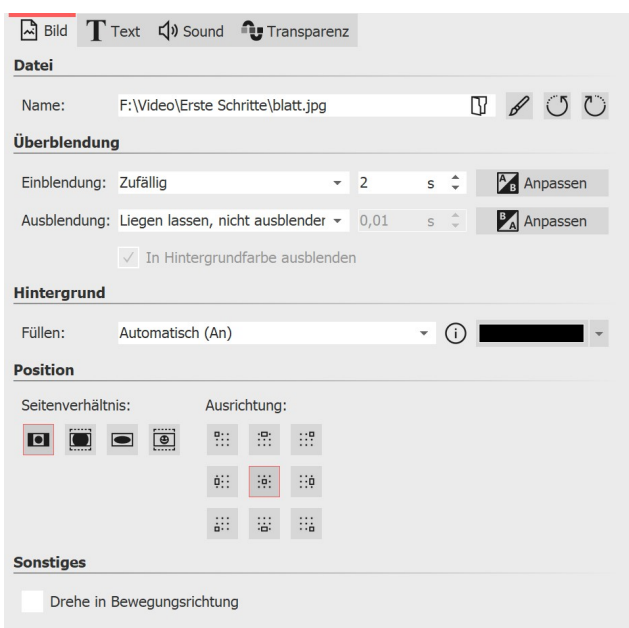 Bild Text Sound Transparenz
Datei
Name: F:\Video\Erste Schritte\blatt.jpg
Überblendung
Einblendung: Zufällig 2 s A B Anpassen
Ausblendung: Liegen lassen, nicht ausblenden 0,01 s B A Anpassen
In Hintergrundfarbe ausblenden
Hintergrund
Füllen: Automatisch (An)
Position
Seitenverhältnis: Ausrichtung:
Sonstiges
Drehe in Bewegungsrichtung